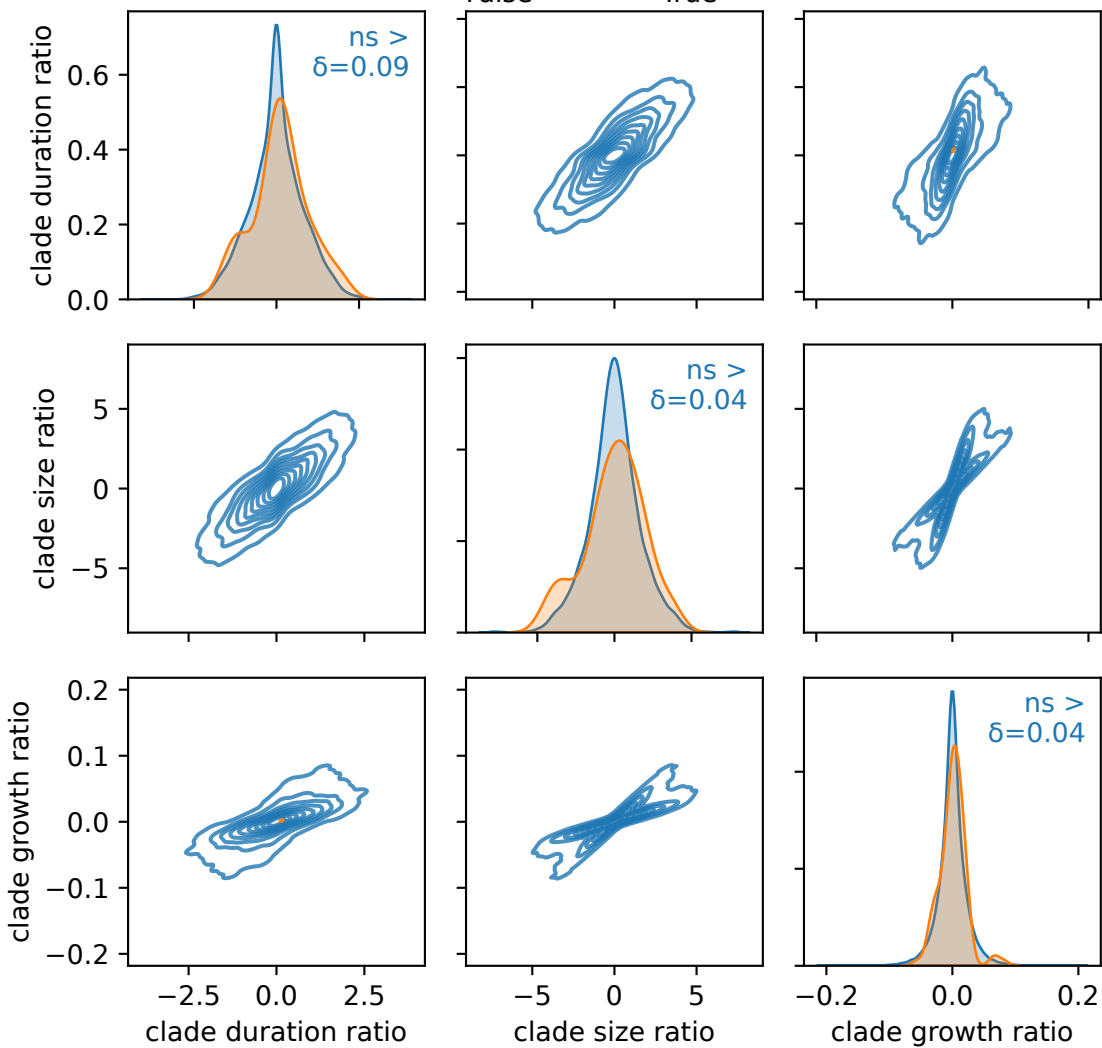 clade duration ratio
0.6
0.4
0.2
0.0
ns >
δ=0.09
clade size ratio
5
0
−5
ns >
δ=0.04
clade growth ratio
0.2
0.1
0.0
−0.1
−0.2
ns >
δ=0.04
−2.5 0.0 2.5
−5 0 5
−0.2 0.0 0.2
clade duration ratio
clade size ratio
clade growth ratio